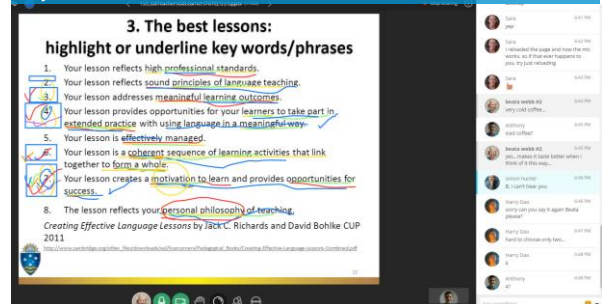 3. The best lessons:
highlight or underline key words/phrases
1. Your lesson reflects high professional standards.
2. Your lesson reflects sound principles of language teaching.
3. Your lesson addresses meaningful learning outcomes.
4. Your lesson provides opportunities for your learners to take part in
extended practice with using language in a meaningful way.
5. Your lesson is effectively managed.
6. Your lesson is a coherent sequence of learning activities that link
together to form a whole.
7. Your lesson creates a motivation to learn and provides opportunities for
success.
8. The lesson reflects your personal philosophy of teaching.
Creating Effective Language Lessons by Jack C. Richards and David Bohlke CUP
2011
Sara
yep
Sara
I reloaded the page and now the mic
works, so if that ever happens to
you, try just reloading
Sara
beata webb #2
very cold coffee...
Anthony
Iced coffee?
beata webb #2
yes.. makes it taste better when I
think of it this way...
simon hunter
B. I can't hear you
Harry Dao
sorry can you say it again Beata
please?
Harry Dao
hard to choose only two...
Harry Dao
6
Anthony
4?